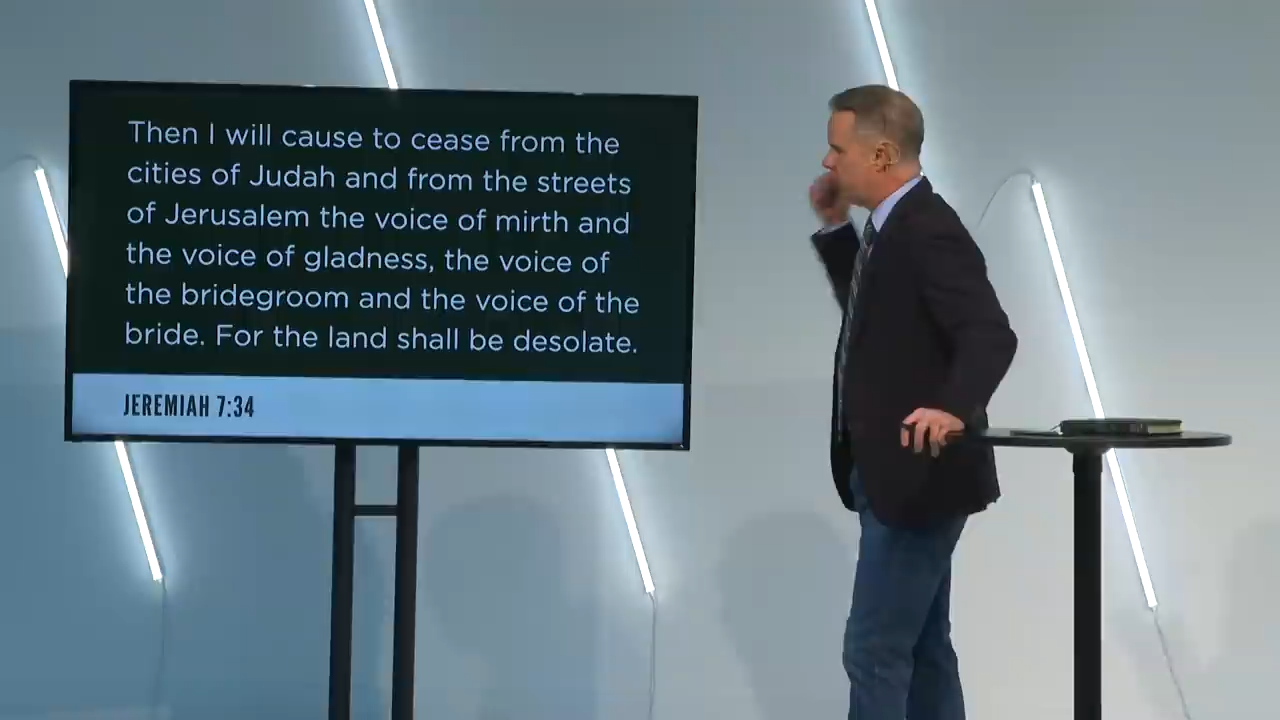 Then I will cause to cease from the
cities of Judah and from the streets
of Jerusalem the voice of mirth and
the voice of gladness, the voice of
the bridegroom and the voice of the
bride. For the land shall be desolate.
JEREMIAH 7:34